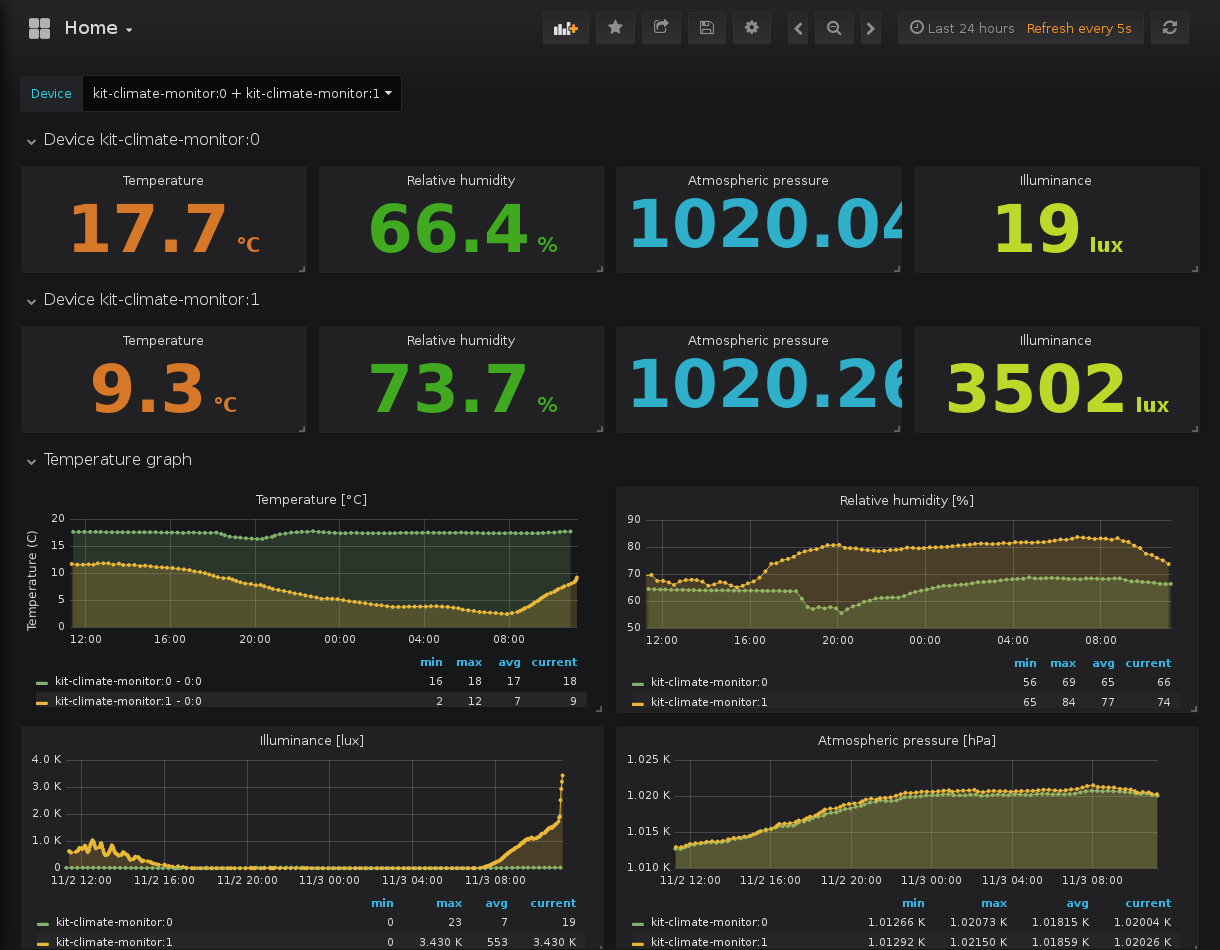 Home
Last 24 hours Refresh every 5s
Device kit-climate-monitor:0 + kit-climate-monitor:1
Device kit-climate-monitor:0
Temperature Relative humidity Atmospheric pressure Illuminance
17.7 °C 66.4 % 1020.04 19 lux
Device kit-climate-monitor:1
Temperature Relative humidity Atmospheric pressure Illuminance
9.3 °C 73.7 % 1020.26 3502 lux
Temperature graph
Temperature [°C]
Temperature (C)
20
15
10
5
0
12:00 16:00 20:00 00:00 04:00 08:00
min max avg current
kit-climate-monitor:0 - 0:0 16 18 17 18
kit-climate-monitor:1 - 0:0 2 12 7 9
Relative humidity [%]
90
80
70
60
50
12:00 16:00 20:00 00:00 04:00 08:00
min max avg current
kit-climate-monitor:0 56 69 65 66
kit-climate-monitor:1 65 84 77 74
Illuminance [lux]
4.0 K
3.0 K
2.0 K
1.0 K
0
11/2 12:00 11/2 16:00 11/2 20:00 11/3 00:00 11/3 04:00 11/3 08:00
min max avg current
kit-climate-monitor:0 0 23 7 19
kit-climate-monitor:1 0 3.430 K 553 3.430 K
Atmospheric pressure [hPa]
1.025 K
1.020 K
1.015 K
1.010 K
11/2 12:00 11/2 16:00 11/2 20:00 11/3 00:00 11/3 04:00 11/3 08:00
min max avg current
kit-climate-monitor:0 1.01266 K 1.02073 K 1.01815 K 1.02004 K
kit-climate-monitor:1 1.01292 K 1.02150 K 1.01859 K 1.02026 K